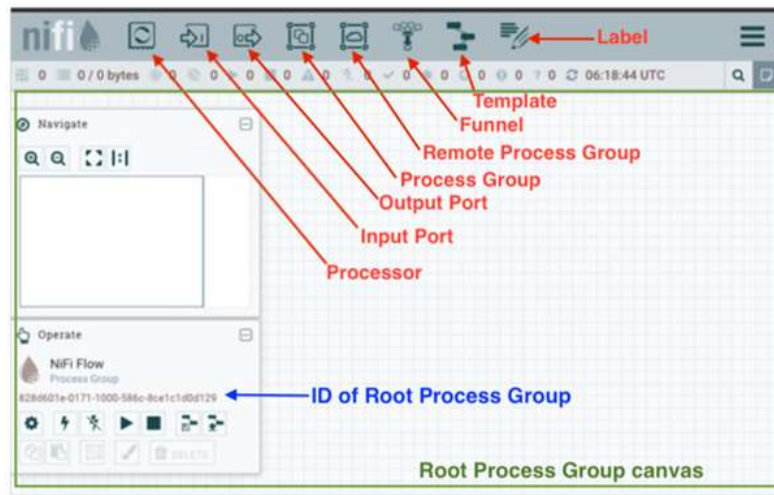 nifi
Label
0 0 / 0 bytes 0 0 0 0 0 0 0 0 0 0 0 06:18:44 UTC
Template
Funnel
Remote Process Group
Process Group
Output Port
Input Port
Processor
Navigate
Operate
NiFi Flow
Process Group
828d601e-0171-1000-586c-8ce1c1d0d129
ID of Root Process Group
DELETE
Root Process Group canvas